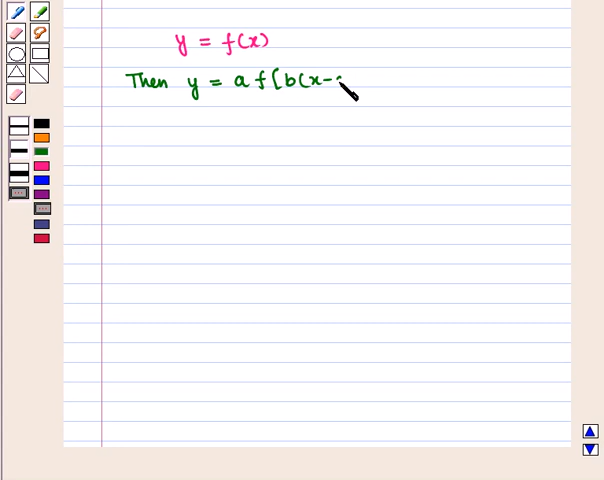 y = f(x)
Then y = a f[b(x-